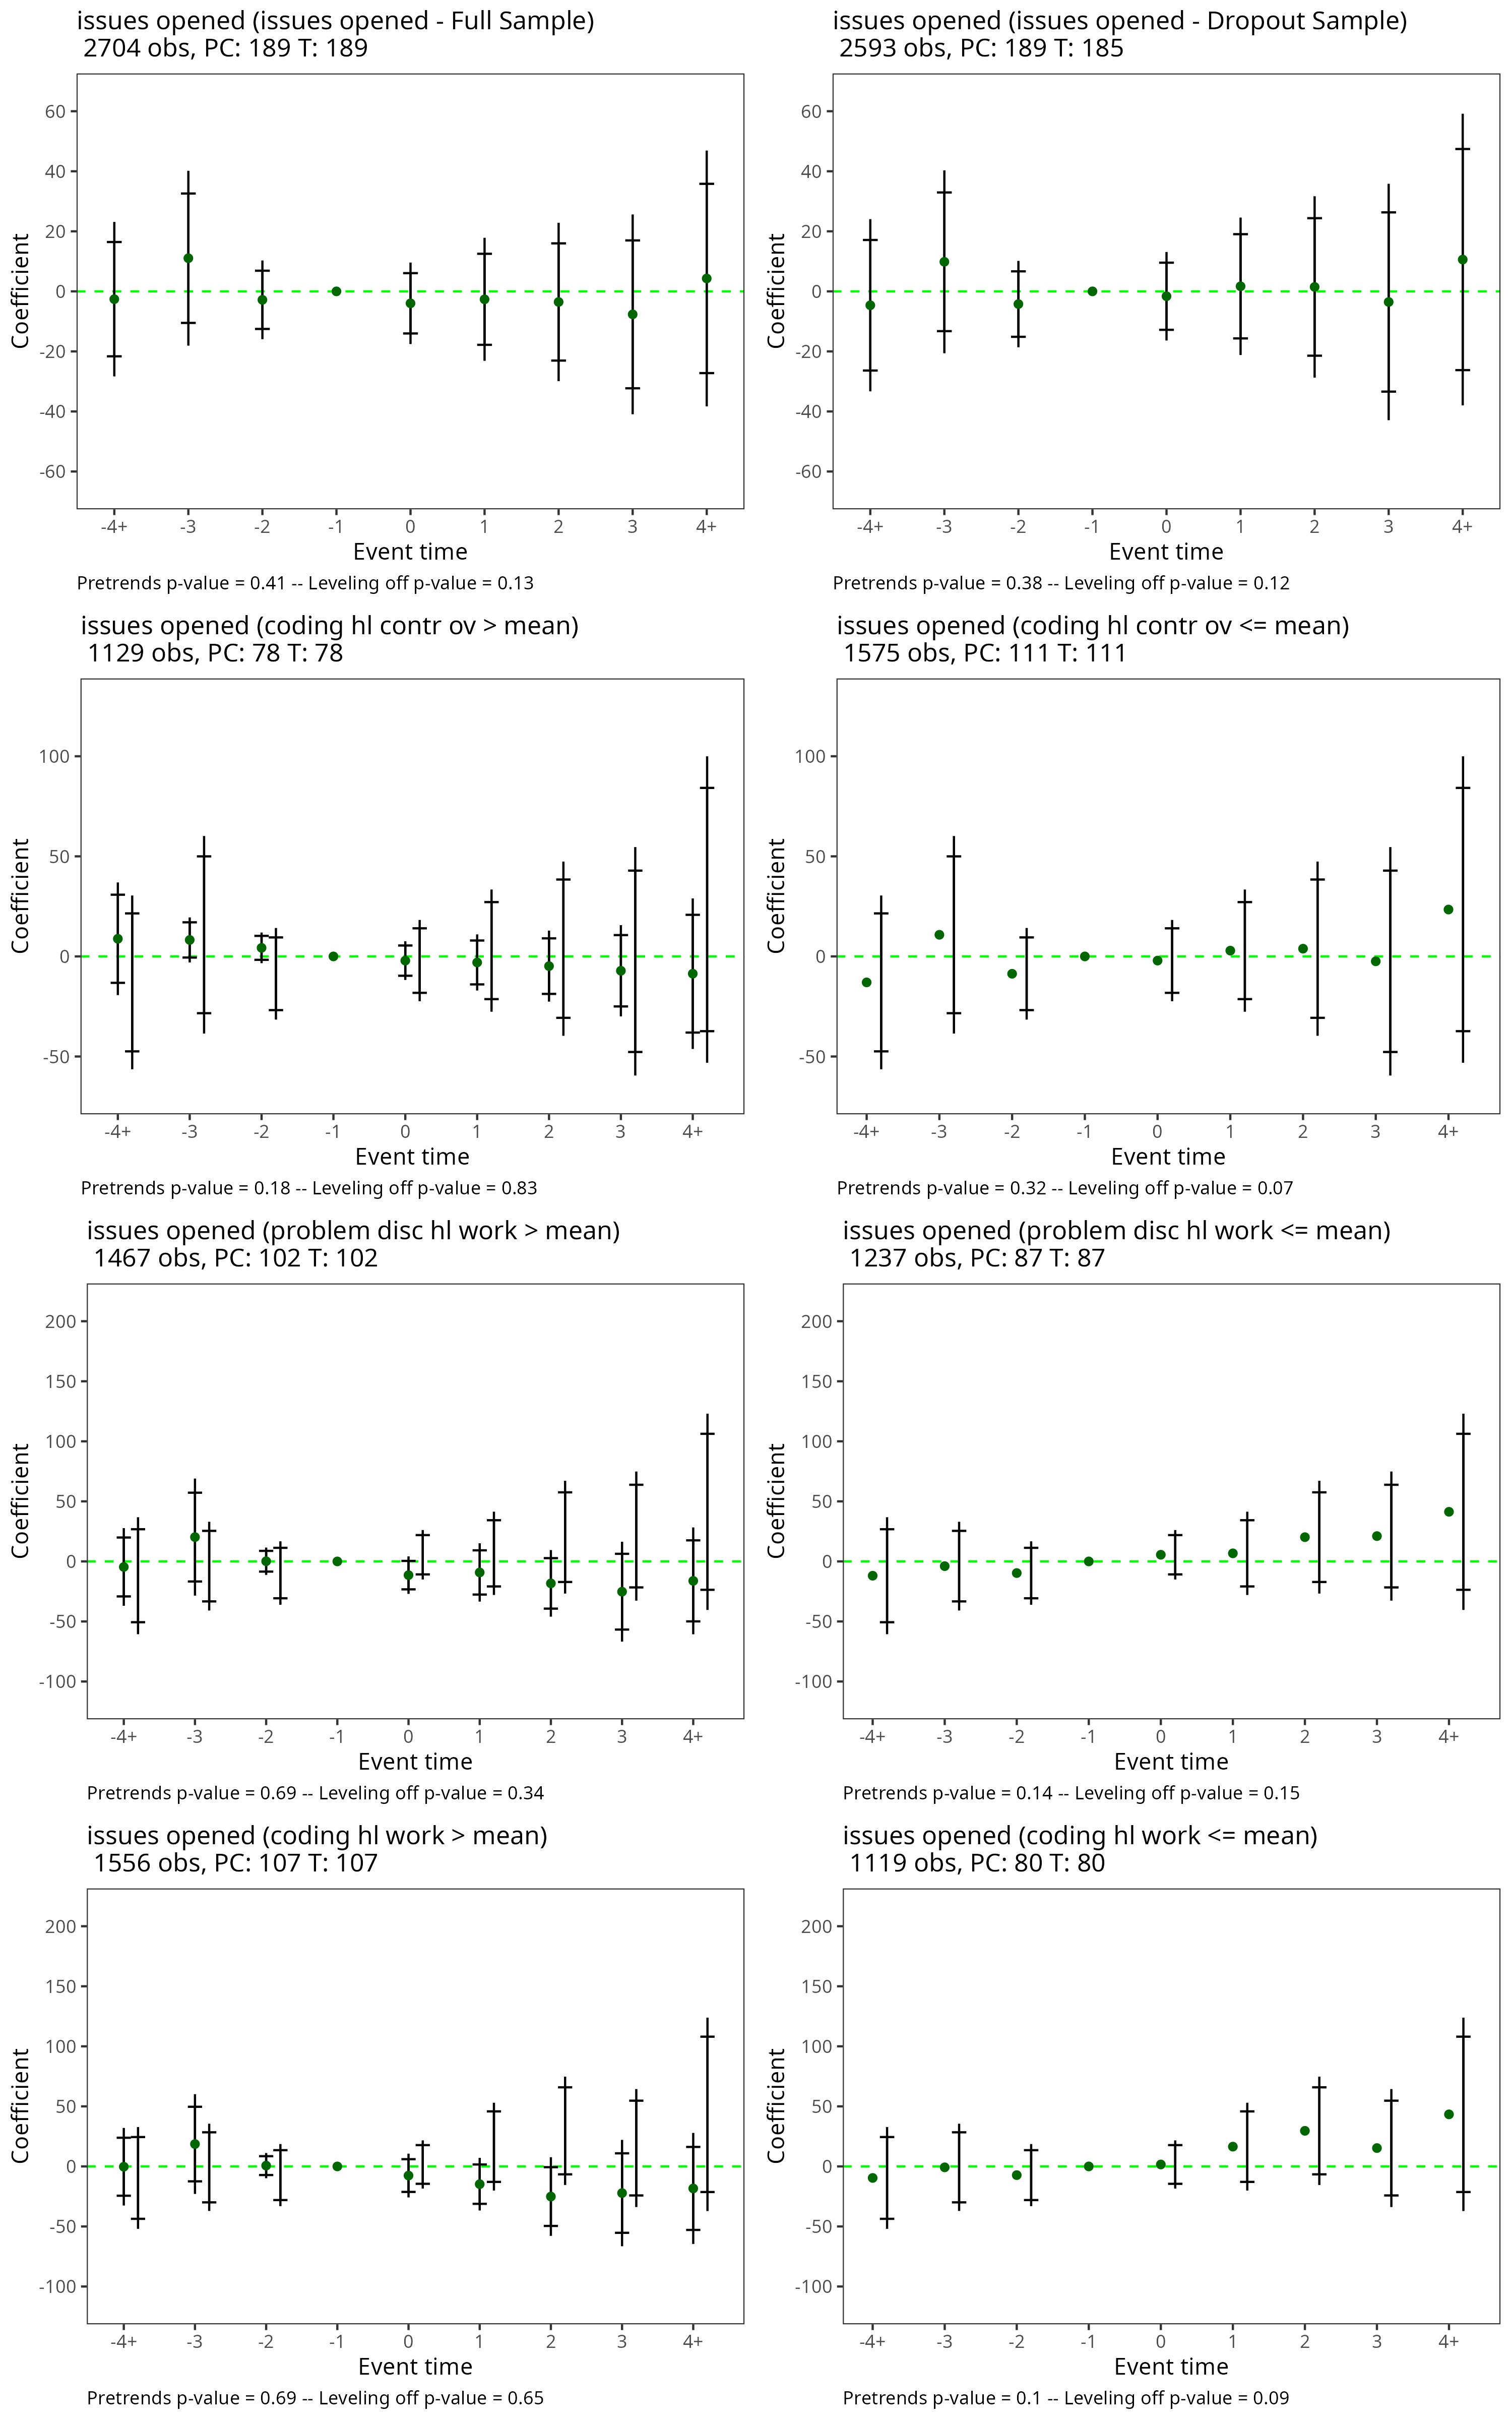 issues opened (issues opened - Full Sample)
2704 obs, PC: 189 T: 189
60
40
20
0
-20
-40
-60
Coefficient
-4+ -3 -2 -1 0 1 2 3 4+
Event time
Pretrends p-value = 0.41 -- Leveling off p-value = 0.13
issues opened (issues opened - Dropout Sample)
2593 obs, PC: 189 T: 185
60
40
20
0
-20
-40
-60
Coefficient
-4+ -3 -2 -1 0 1 2 3 4+
Event time
Pretrends p-value = 0.38 -- Leveling off p-value = 0.12
issues opened (coding hl contr ov > mean)
1129 obs, PC: 78 T: 78
100
50
0
-50
Coefficient
-4+ -3 -2 -1 0 1 2 3 4+
Event time
Pretrends p-value = 0.18 -- Leveling off p-value = 0.83
issues opened (coding hl contr ov <= mean)
1575 obs, PC: 111 T: 111
100
50
0
-50
Coefficient
-4+ -3 -2 -1 0 1 2 3 4+
Event time
Pretrends p-value = 0.32 -- Leveling off p-value = 0.07
issues opened (problem disc hl work > mean)
1467 obs, PC: 102 T: 102
200
150
100
50
0
-50
-100
Coefficient
-4+ -3 -2 -1 0 1 2 3 4+
Event time
Pretrends p-value = 0.69 -- Leveling off p-value = 0.34
issues opened (problem disc hl work <= mean)
1237 obs, PC: 87 T: 87
200
150
100
50
0
-50
-100
Coefficient
-4+ -3 -2 -1 0 1 2 3 4+
Event time
Pretrends p-value = 0.14 -- Leveling off p-value = 0.15
issues opened (coding hl work > mean)
1556 obs, PC: 107 T: 107
200
150
100
50
0
-50
-100
Coefficient
-4+ -3 -2 -1 0 1 2 3 4+
Event time
Pretrends p-value = 0.69 -- Leveling off p-value = 0.65
issues opened (coding hl work <= mean)
1119 obs, PC: 80 T: 80
200
150
100
50
0
-50
-100
Coefficient
-4+ -3 -2 -1 0 1 2 3 4+
Event time
Pretrends p-value = 0.1 -- Leveling off p-value = 0.09